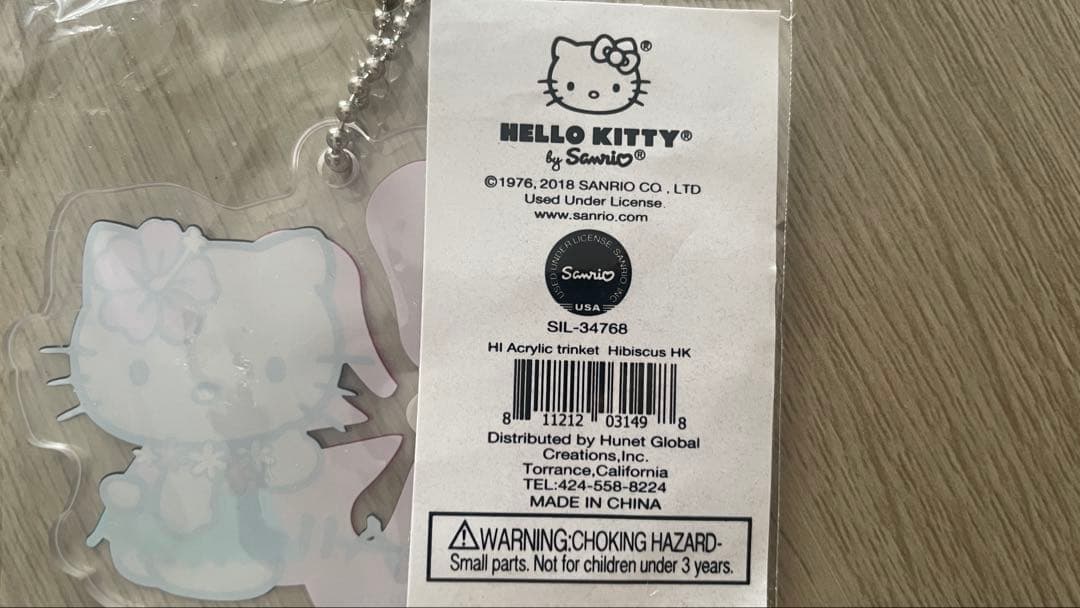 ®
HELLO KITTY®
by Sanrio®
©1976, 2018 SANRIO CO., LTD
Used Under License.
www.sanrio.com
USED UNDER LICENSE. SANRIO, INC.
Sanrio
USA
SIL-34768
HI Acrylic trinket Hibiscus HK
8 11212 03149 8
Distributed by Hunet Global
Creations,Inc.
Torrance,California
TEL:424-558-8224
MADE IN CHINA
WARNING:CHOKING HAZARD-
Small parts. Not for children under 3 years.